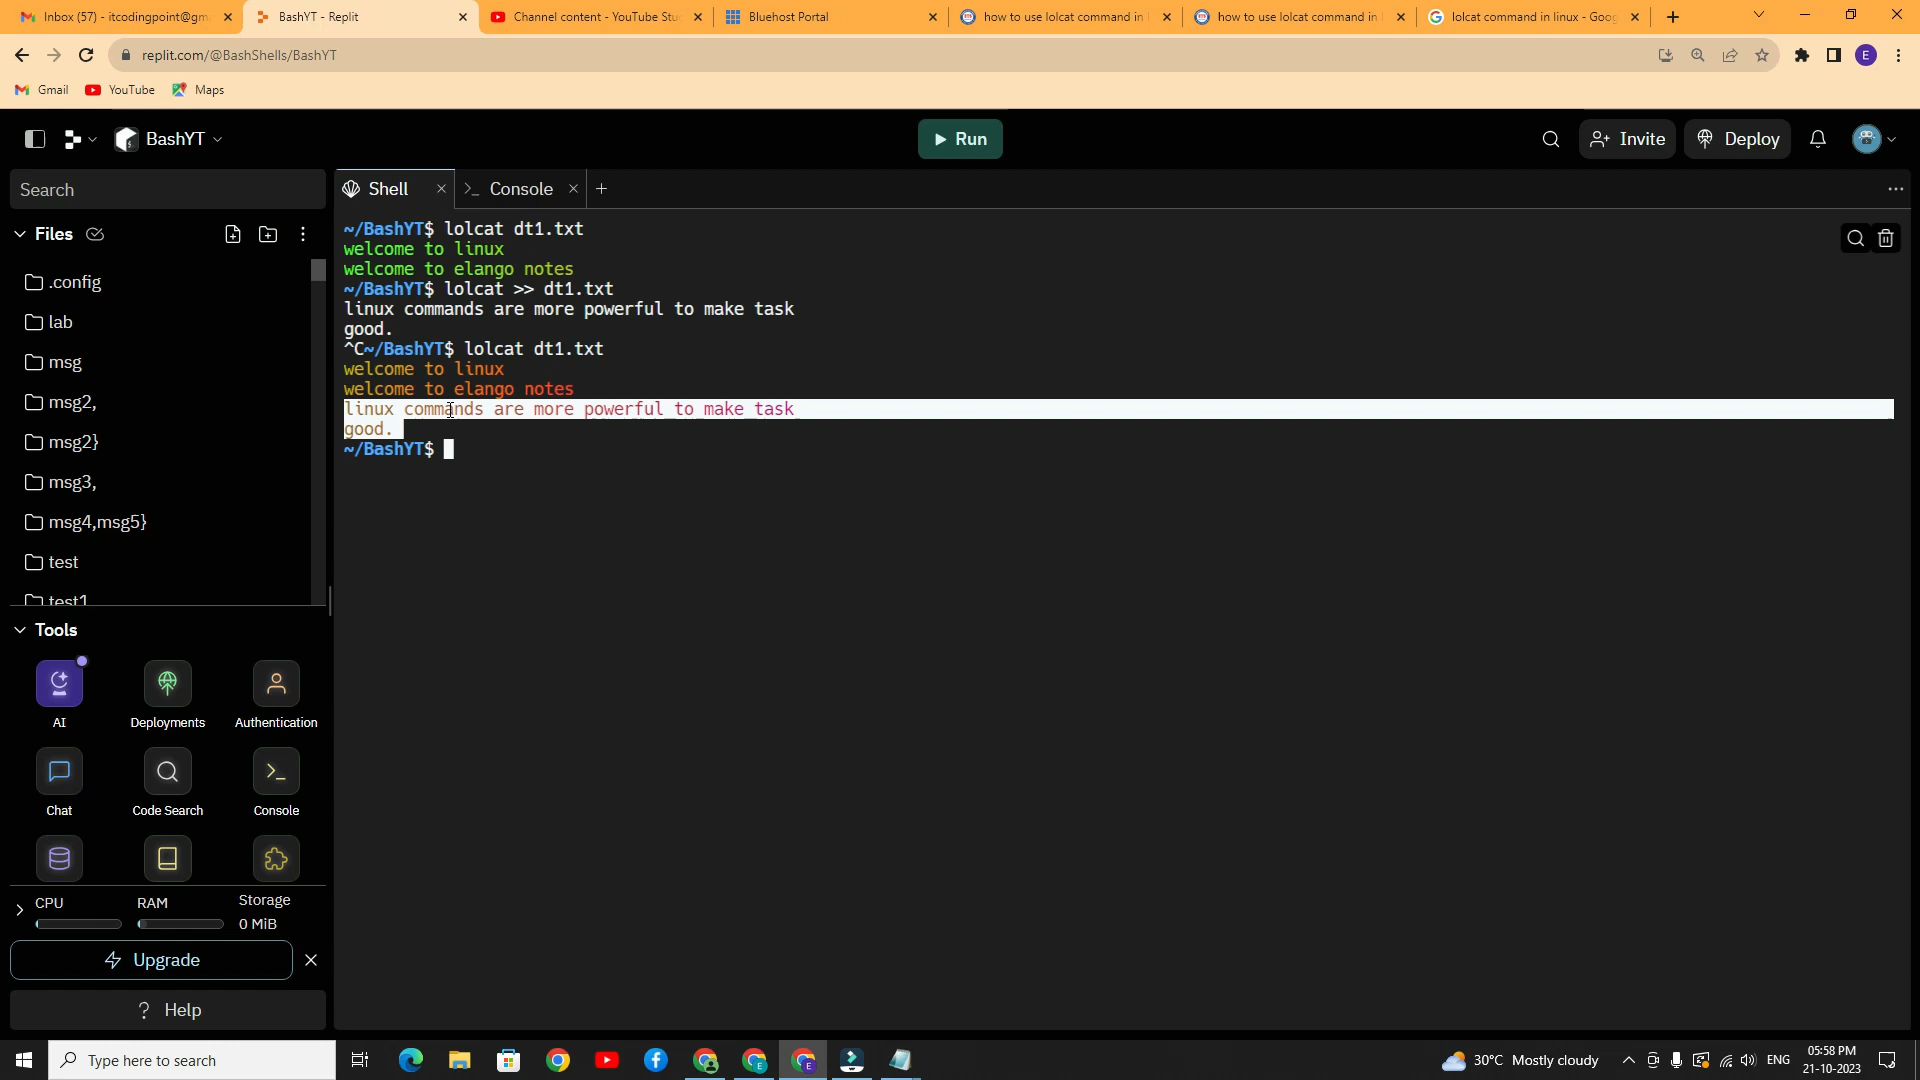 Inbox (57) - itcodingpoint@gm
BashYT - Replit
Channel content - YouTube Stu
Bluehost Portal
how to use lolcat command in
how to use lolcat command in
lolcat command in linux - Goog
replit.com/@BashShells/BashYT
E
Gmail
YouTube
Maps
BashYT
Run
Invite
Deploy
Search
Shell
Console
Files
.config
lab
msg
msg2,
msg2}
msg3,
msg4,msg5}
test
test1
~/BashYT$ lolcat dt1.txt
welcome to linux
welcome to elango notes
~/BashYT$ lolcat >> dt1.txt
linux commands are more powerful to make task
good.
^C~/BashYT$ lolcat dt1.txt
welcome to linux
welcome to elango notes
linux commands are more powerful to make task
good.
~/BashYT$
Tools
AI
Deployments
Authentication
Chat
Code Search
Console
CPU
RAM
Storage
0 MiB
Upgrade
? Help
Type here to search
30°C Mostly cloudy
ENG
05:58 PM
21-10-2023